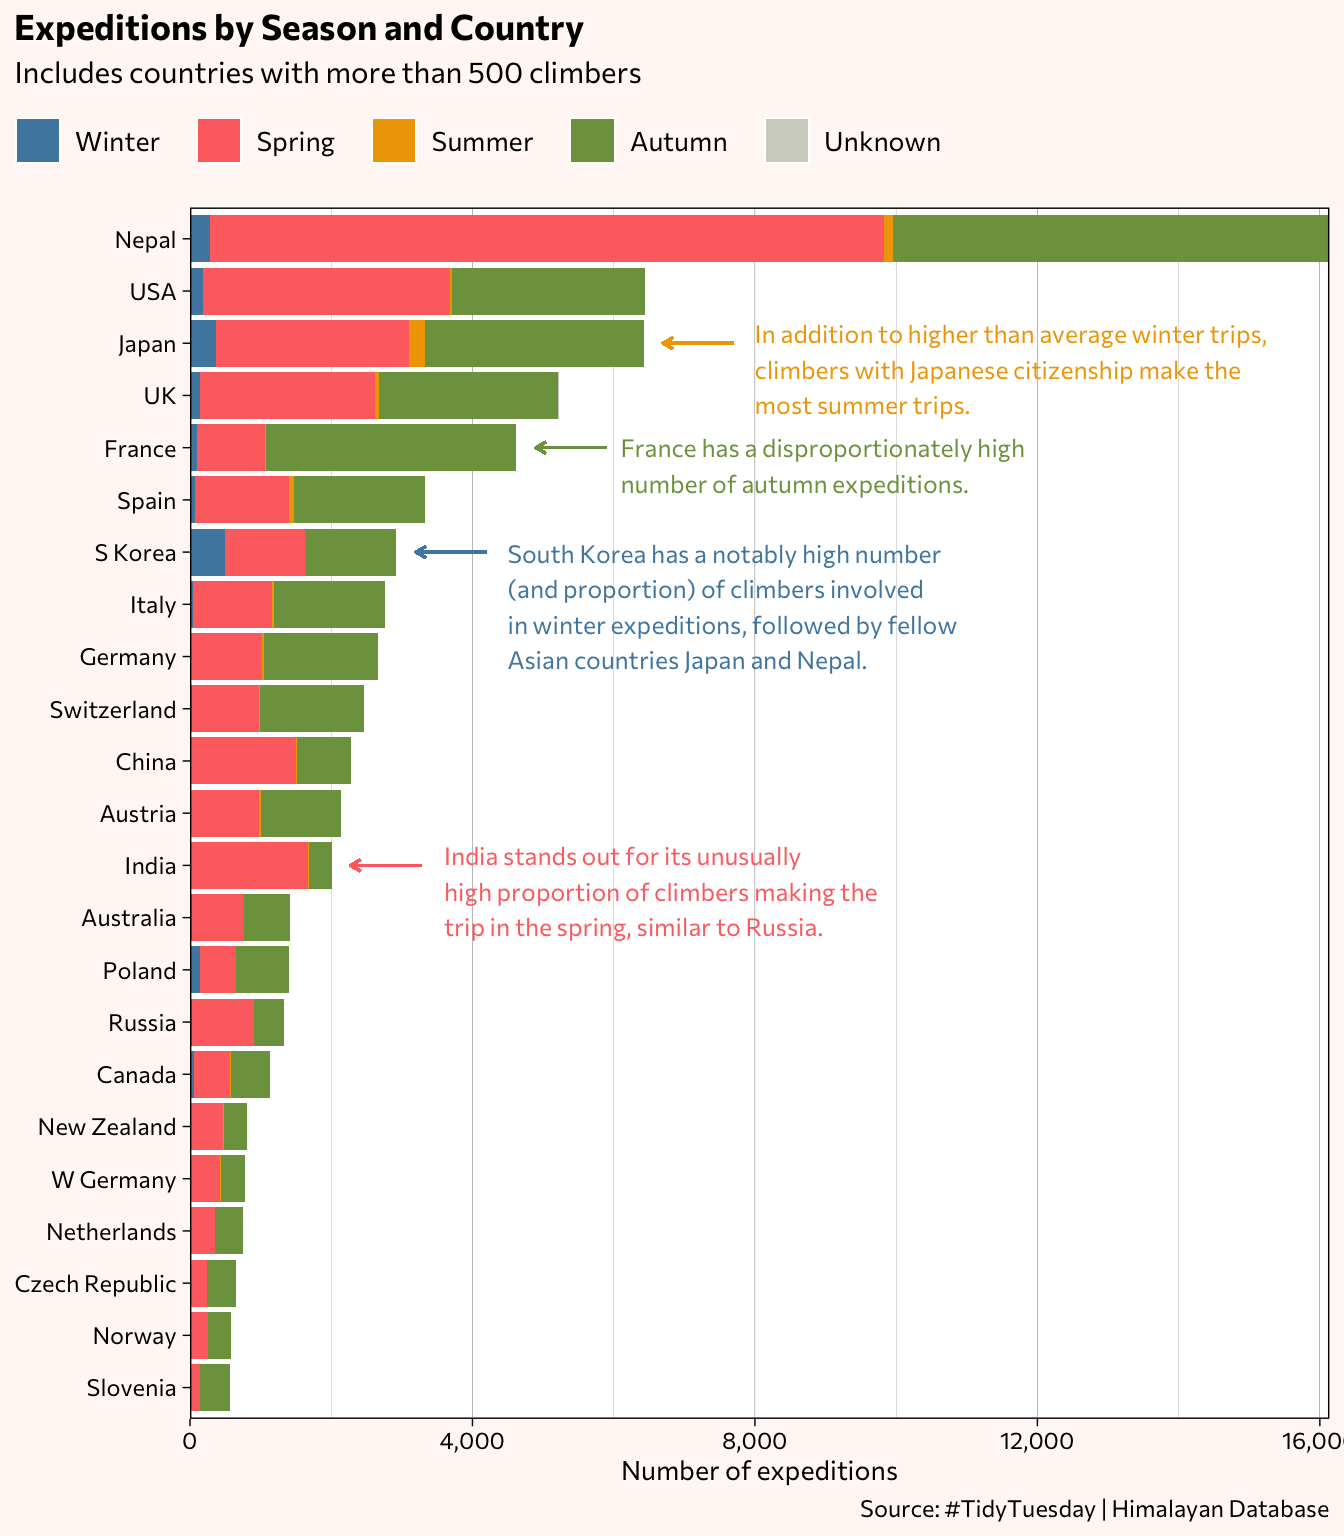 Expeditions by Season and Country
Includes countries with more than 500 climbers
Winter Spring Summer Autumn Unknown
Nepal
USA
Japan
In addition to higher than average winter trips,
climbers with Japanese citizenship make the
most summer trips.
UK
France
France has a disproportionately high
number of autumn expeditions.
Spain
S Korea
South Korea has a notably high number
(and proportion) of climbers involved
in winter expeditions, followed by fellow
Asian countries Japan and Nepal.
Italy
Germany
Switzerland
China
Austria
India
India stands out for its unusually
high proportion of climbers making the
trip in the spring, similar to Russia.
Australia
Poland
Russia
Canada
New Zealand
W Germany
Netherlands
Czech Republic
Norway
Slovenia
0 4,000 8,000 12,000 16,00
Number of expeditions
Source: #TidyTuesday | Himalayan Database